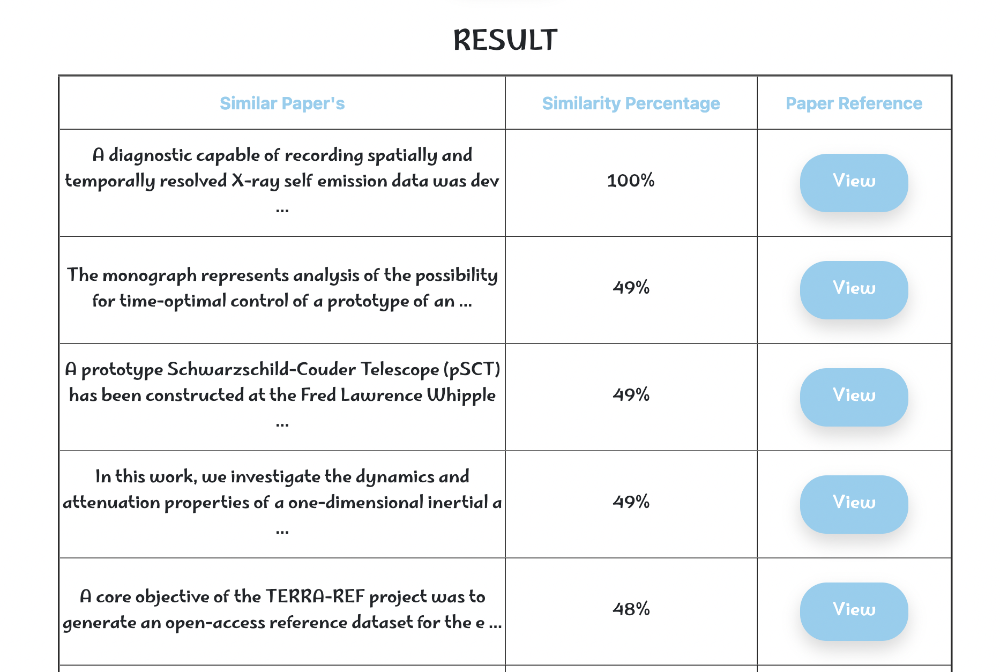 RESULT
Similar Paper's
Similarity Percentage
Paper Reference
A diagnostic capable of recording spatially and
temporally resolved X-ray self emission data was dev
...
100%
View
The monograph represents analysis of the possibility
for time-optimal control of a prototype of an ...
49%
View
A prototype Schwarzschild-Couder Telescope (pSCT)
has been constructed at the Fred Lawrence Whipple
...
49%
View
In this work, we investigate the dynamics and
attenuation properties of a one-dimensional inertial a
...
49%
View
A core objective of the TERRA-REF project was to
generate an open-access reference dataset for the e ...
48%
View